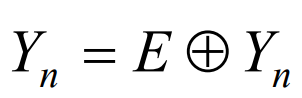 Yₙ = E ⊕ Yₙ